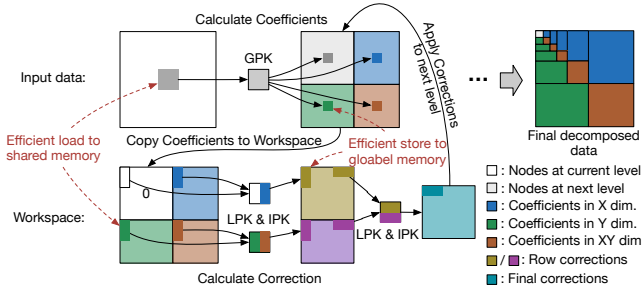 Calculate Coefficients
Input data:
GPK
Apply Corrections
to next level
...
Final decomposed
data
Efficient load to
shared memory
Copy Coefficients to Workspace
Efficient store to
gloabel memory
Workspace:
0
LPK & IPK
LPK & IPK
Calculate Correction
: Nodes at current level
: Nodes at next level
: Coefficients in X dim.
: Coefficients in Y dim.
: Coefficients in XY dim
/ : Row corrections
: Final corrections